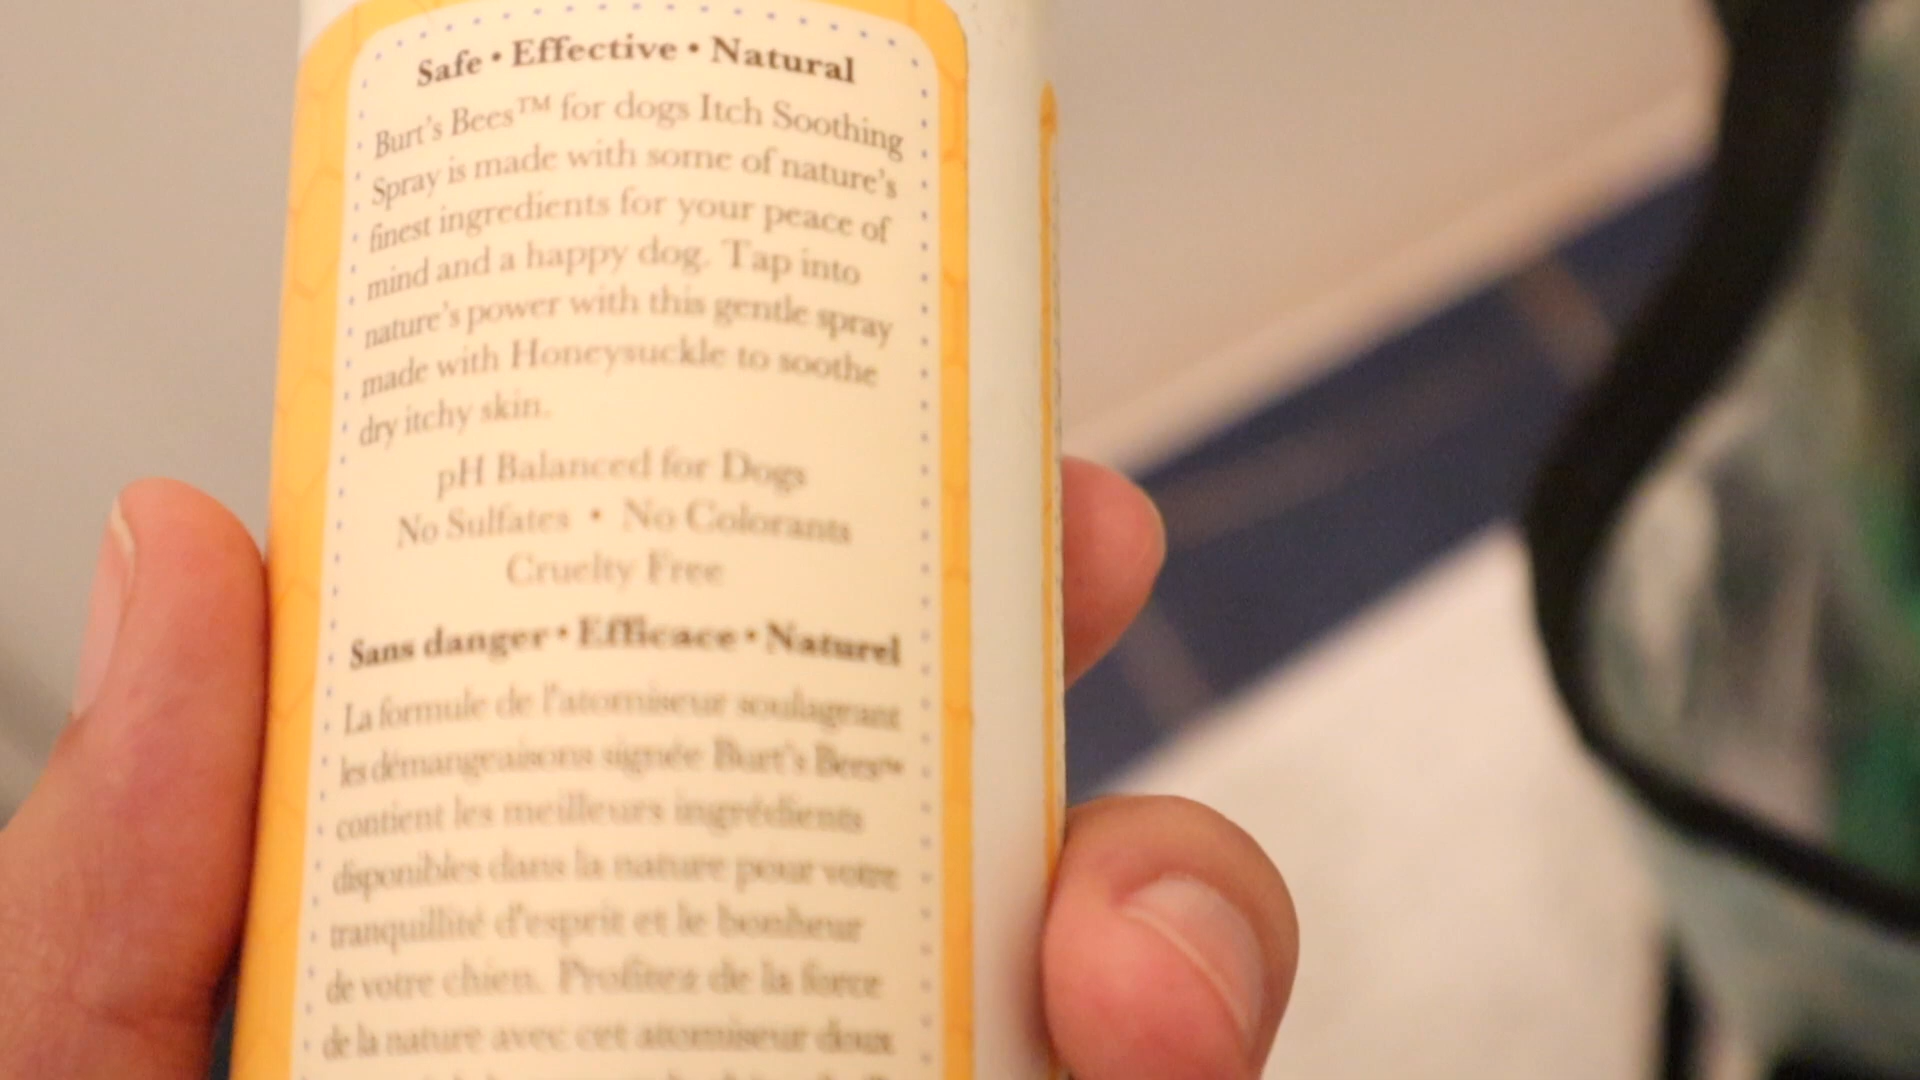 Safe • Effective • Natural
Burt's Bees™ for dogs Itch Soothing
Spray is made with some of nature's
finest ingredients for your peace of
mind and a happy dog. Tap into
nature's power with this gentle spray
made with Honeysuckle to soothe
dry itchy skin.
pH Balanced for Dogs
No Sulfates • No Colorants
Cruelty Free
Sans danger • Efficace • Naturel
La formule de l'atomiseur soulageant
les démangeaisons signée Burt's Bees™
contient les meilleurs ingrédients
disponibles dans la nature pour votre
tranquillité d'esprit et le bonheur
de votre chien. Profitez de la force
de la nature avec cet atomiseur doux